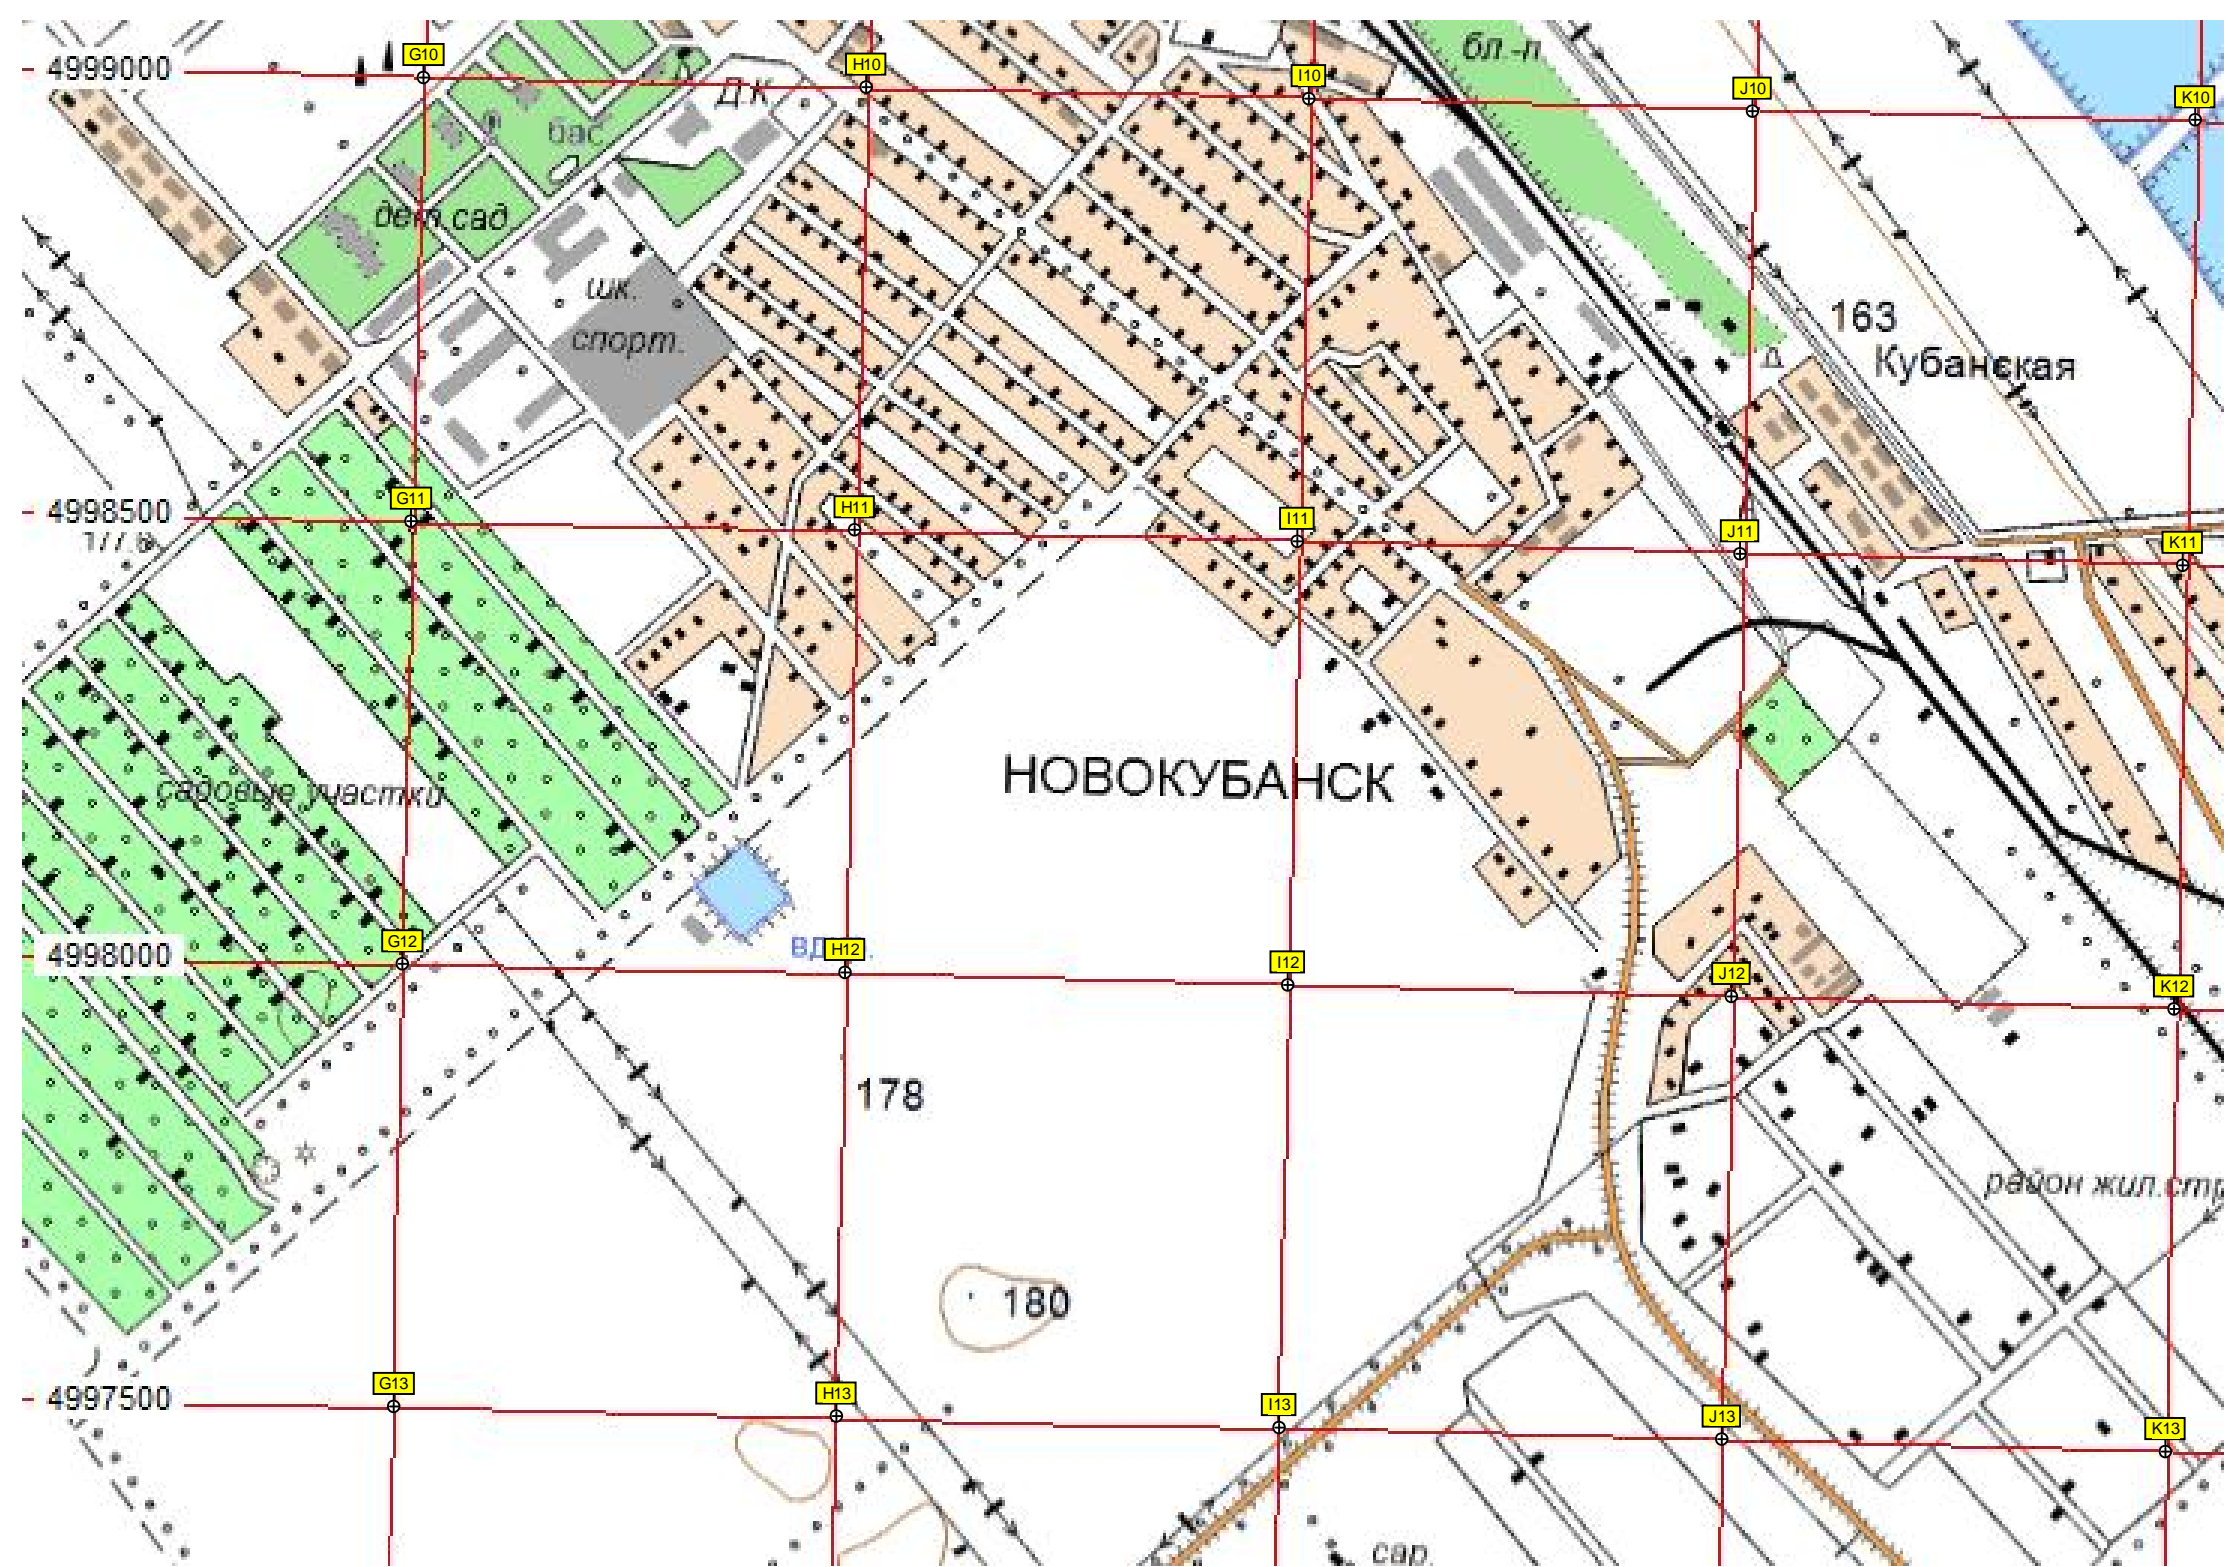 бл.-п
G10
H10
I10
4999000
J10
K10
Д.К.
бас
дет.сад
шк.
163
спорт.
Кубанская
G11
H11
4998500
I11
J11
K11
НОВОКУБАНСК
садовые участки
G12
H12
4998000
I12
J12
K12
178
район жил.стр
180
G13
H13
4997500
I13
J13
K13
сар.